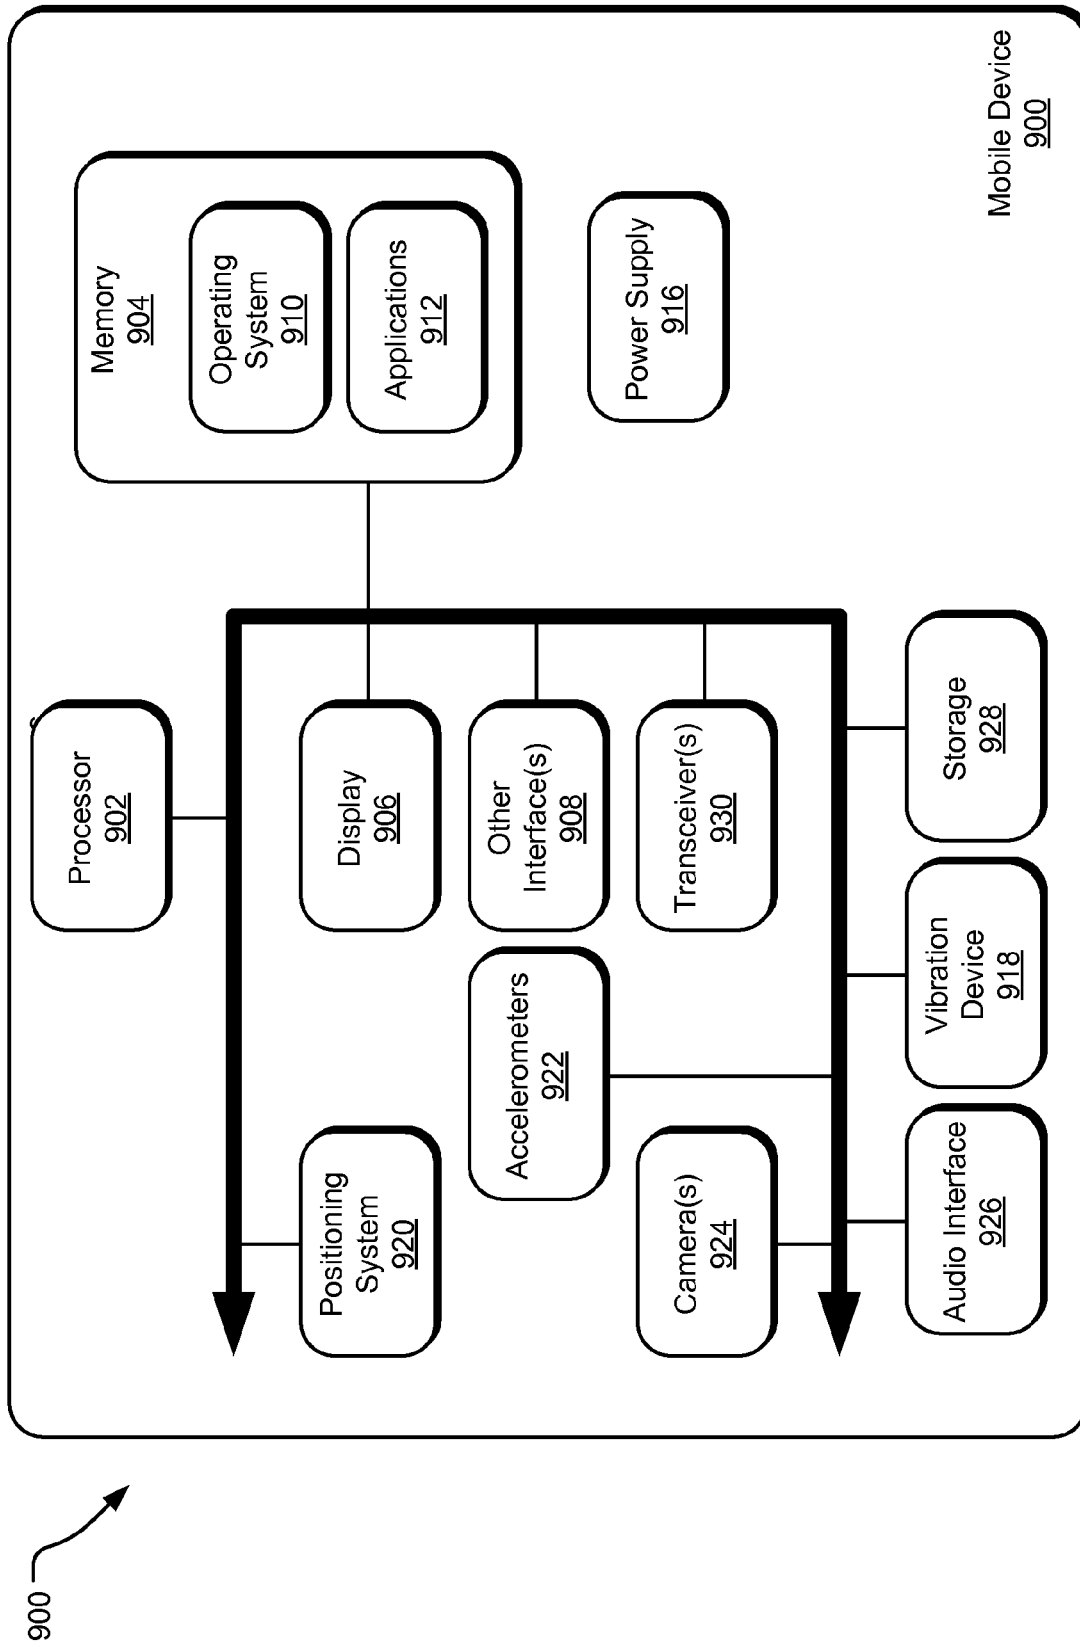 900
Processor
902
Memory
904
Operating
System
910
Positioning
System
920
Display
906
Applications
912
Accelerometers
922
Other
Interface(s)
908
Camera(s)
924
Transceiver(s)
930
Power Supply
916
Audio Interface
926
Vibration
Device
918
Storage
928
Mobile Device
900